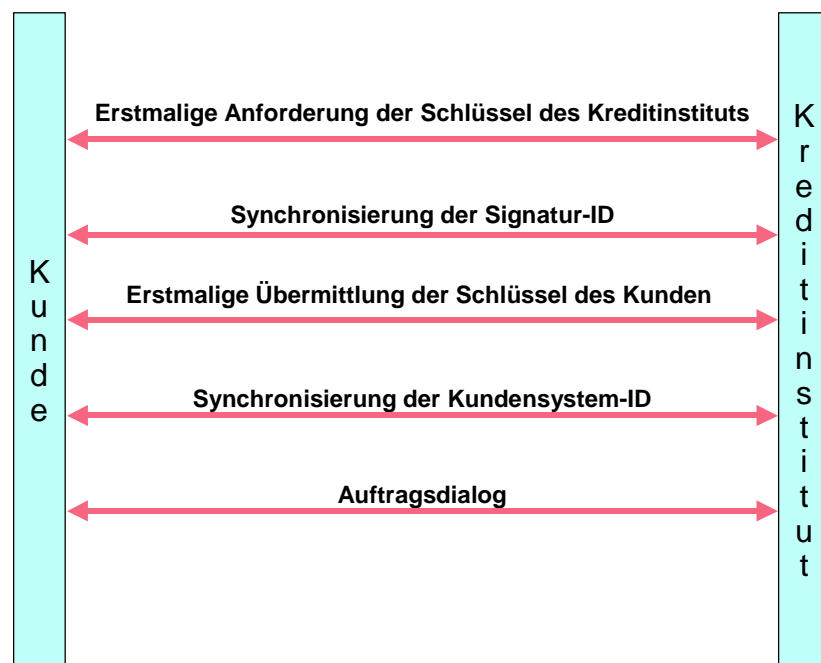 Erstmalige Anforderung der Schlüssel des Kreditinstituts
Synchronisierung der Signatur-ID
Erstmalige Übermittlung der Schlüssel des Kunden
Synchronisierung der Kundensystem-ID
Auftragsdialog
Kunde
Kreditinstitut